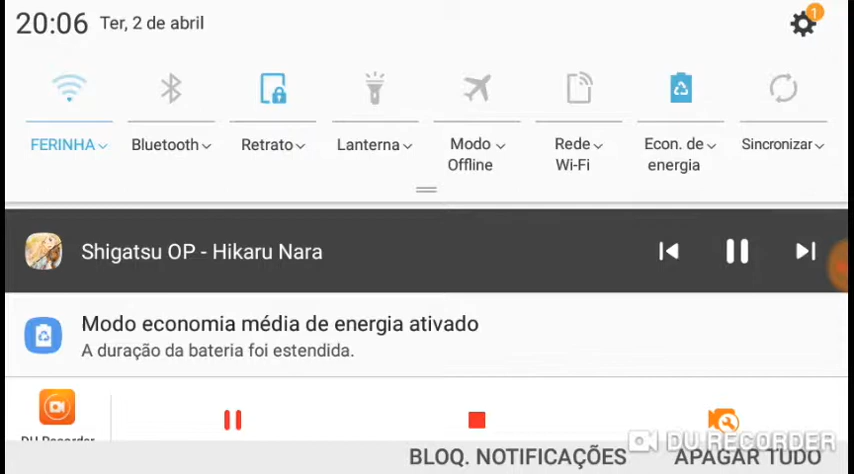 20:06 Ter, 2 de abril
1
FERINHA
Bluetooth
Retrato
Lanterna
Modo
Offline
Rede
Wi-Fi
Econ. de
energia
Sincronizar
Shigatsu OP - Hikaru Nara
Modo economia média de energia ativado
A duração da bateria foi estendida.
DU Recorder
DU RECORDER
BLOQ. NOTIFICAÇÕES
APAGAR TUDO